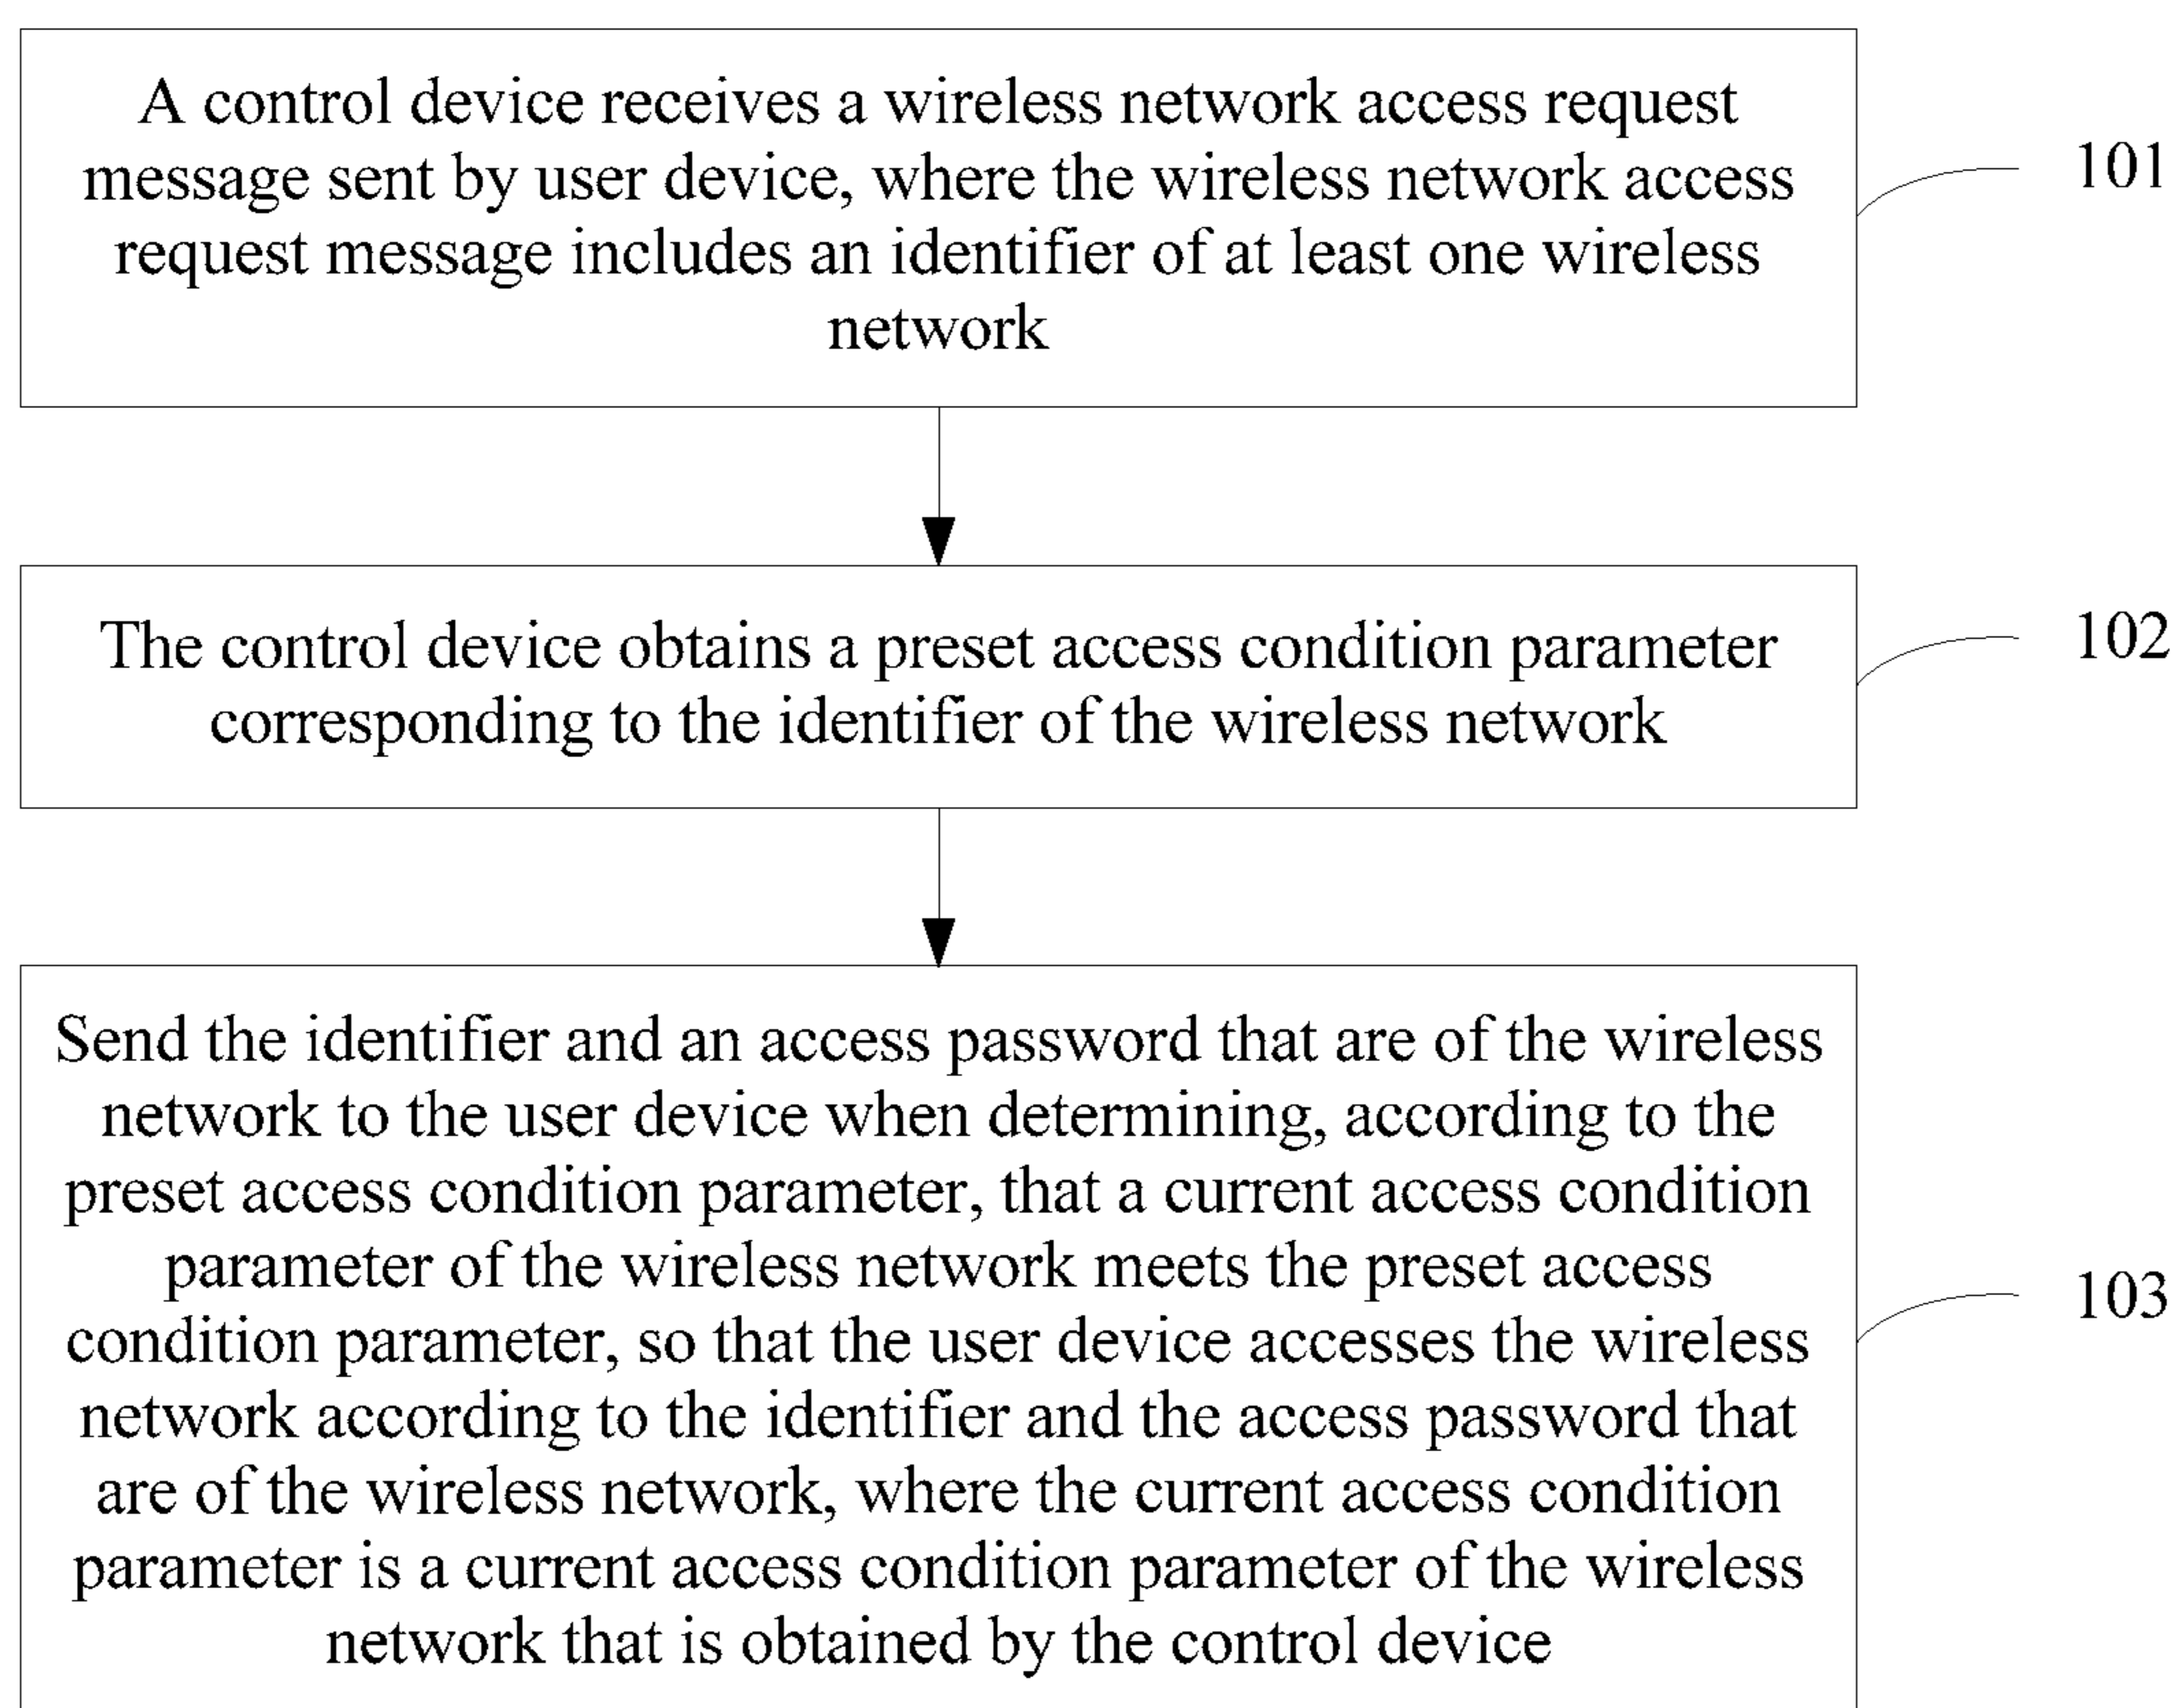 A control device receives a wireless network access request
message sent by user device, where the wireless network access
request message includes an identifier of at least one wireless
network
101
The control device obtains a preset access condition parameter
corresponding to the identifier of the wireless network
102
Send the identifier and an access password that are of the wireless
network to the user device when determining, according to the
preset access condition parameter, that a current access condition
parameter of the wireless network meets the preset access
condition parameter, so that the user device accesses the wireless
network according to the identifier and the access password that
are of the wireless network, where the current access condition
parameter is a current access condition parameter of the wireless
network that is obtained by the control device
103